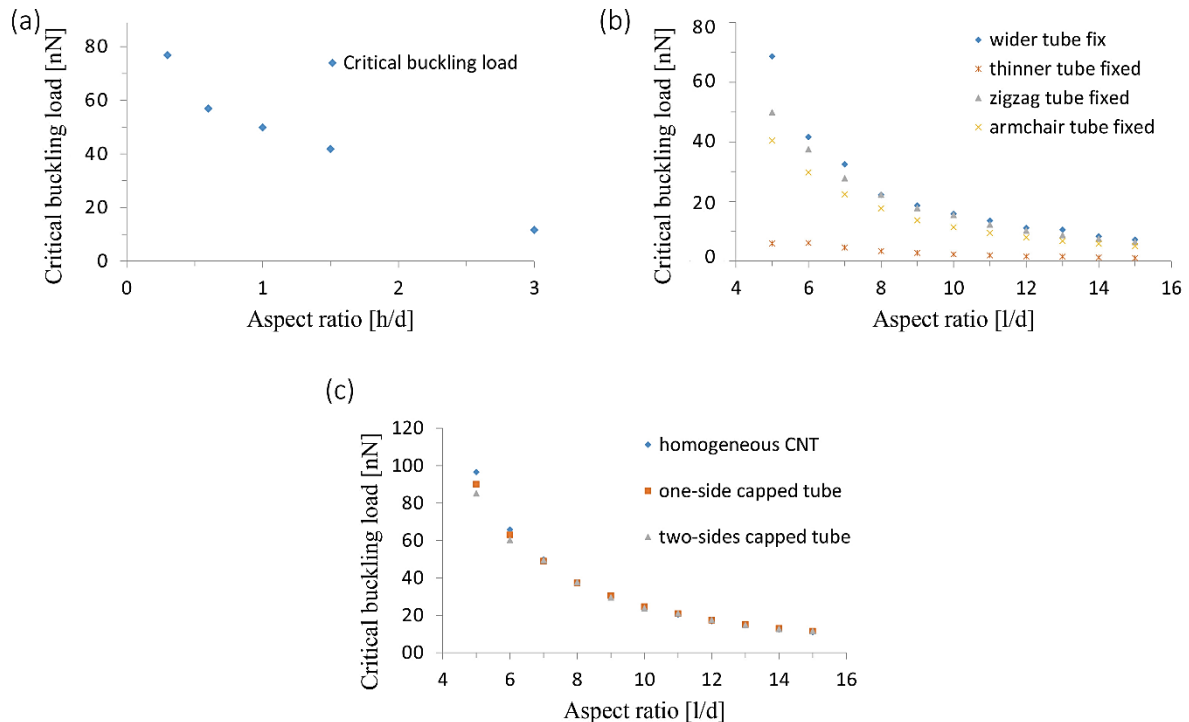 (a)
Critical buckling load [nN]
80
60
40
20
0
0
1
2
3
Aspect ratio [h/d]
Critical buckling load
(b)
Critical buckling load [nN]
80
60
40
20
0
4
6
8
10
12
14
16
Aspect ratio [l/d]
wider tube fix
thinner tube fixed
zigzag tube fixed
armchair tube fixed
(c)
Critical buckling load [nN]
120
100
80
60
40
20
00
4
6
8
10
12
14
16
Aspect ratio [l/d]
homogeneous CNT
one-side capped tube
two-sides capped tube